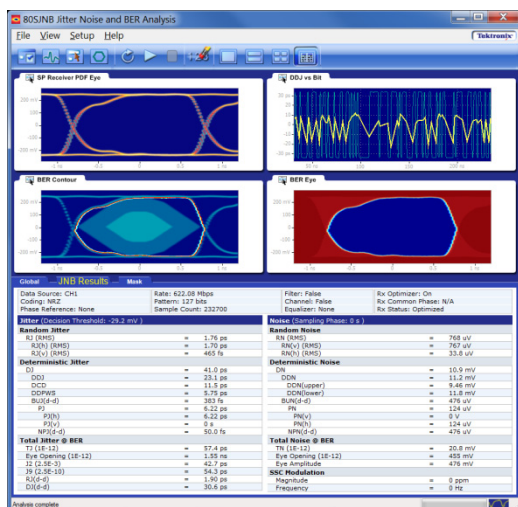 80SJNB Jitter Noise and BER Analysis
File View Setup Help
Tektronix
SP Receiver PDF Eye
DDJ vs Bit
BER Contour
BER Eye
Global JNB Results Mask
Data Source: CH1 Rate: 622.08 Mbps Filter: False Rx Optimizer: On
Coding: NRZ Pattern: 127 bits Channel: False Rx Common Phase: N/A
Phase Reference: None Sample Count: 232700 Equalizer: None Rx Status: Optimized
Jitter (Decision Threshold: -29.2 mV ) Noise (Sampling Phase: 0 s )
Random Jitter Random Noise
RJ (RMS) = 1.76 ps RN (RMS) = 768 uV
RJ(h) (RMS) = 1.70 ps RN(v) (RMS) = 767 uV
RJ(v) (RMS) = 465 fs RN(h) (RMS) = 33.8 uV
Deterministic Jitter Deterministic Noise
DJ = 41.0 ps DN = 10.9 mV
DDJ = 23.1 ps DDN = 11.2 mV
DCD = 11.5 ps DDN(upper) = 9.46 mV
DDPWS = 5.75 ps DDN(lower) = 11.8 mV
BUJ(d-d) = 383 fs BUN(d-d) = 476 uV
PJ = 6.22 ps PN = 124 uV
PJ(h) = 6.22 ps PN(v) = 0 V
PJ(v) = 0 s PN(h) = 124 uV
NPJ(d-d) = 50.0 fs NPN(d-d) = 476 uV
Total Jitter @ BER Total Noise @ BER
TJ (1E-12) = 57.4 ps TN (1E-12) = 20.8 mV
Eye Opening (1E-12) = 1.55 ns Eye Opening (1E-12) = 455 mV
J2 (2.5E-3) = 42.7 ps Eye Amplitude = 476 mV
J9 (2.5E-10) = 54.3 ps SSC Modulation
RJ(d-d) = 1.90 ps Magnitude = 0 ppm
DJ(d-d) = 30.6 ps Frequency = 0 Hz
Analysis complete